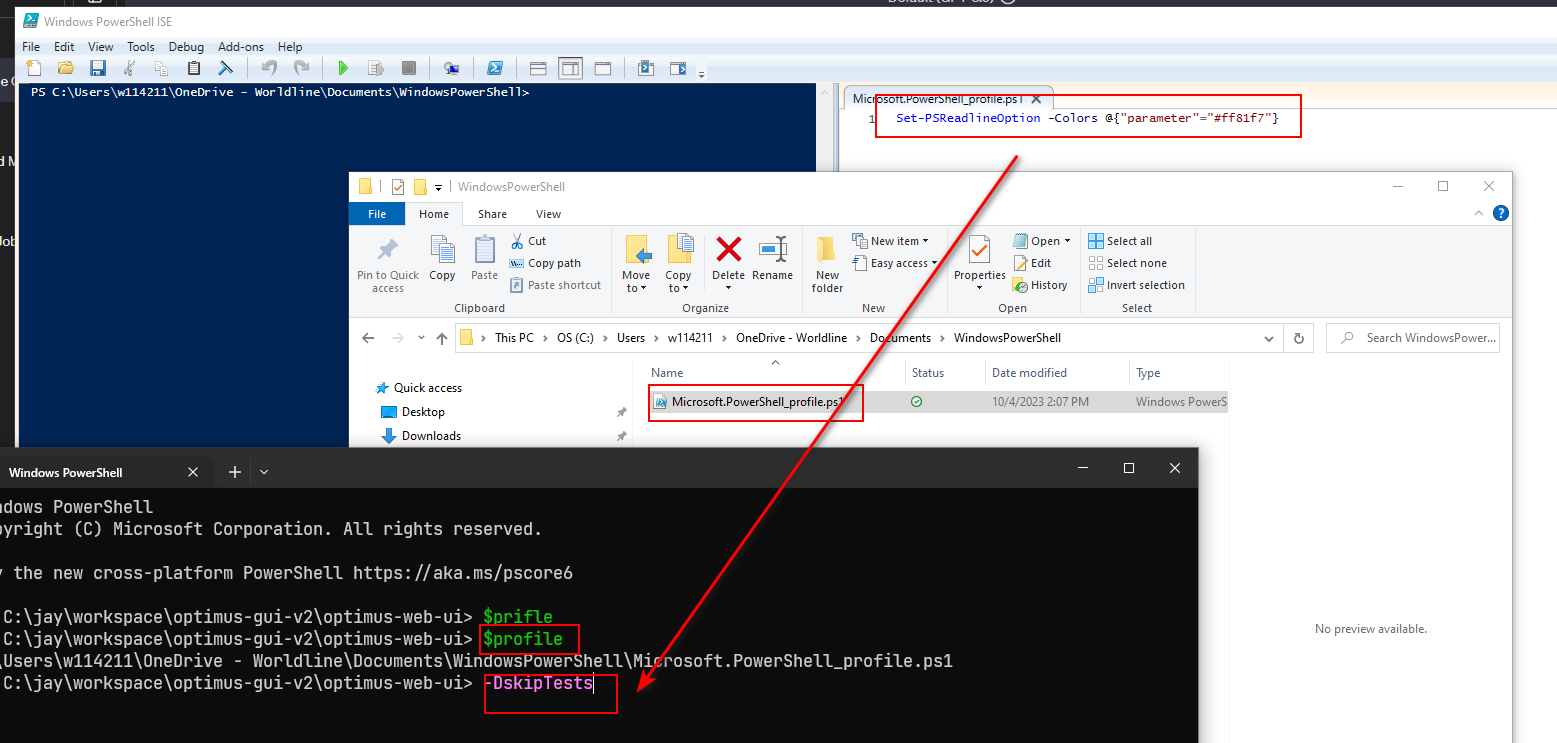 Windows PowerShell ISE
File Edit View Tools Debug Add-ons Help
PS C:\Users\w114211\OneDrive - Worldline\Documents\WindowsPowerShell>
Microsoft.PowerShell_profile.ps1
1 Set-PSReadlineOption -Colors @{"parameter"="#ff81f7"}
WindowsPowerShell
File Home Share View
Pin to Quick access
Copy
Paste
Cut
Copy path
Paste shortcut
Move to
Copy to
Delete
Rename
New folder
New item
Easy access
Properties
Open
Edit
History
Select all
Select none
Invert selection
Clipboard Organize New Open Select
This PC > OS (C:) > Users > w114211 > OneDrive - Worldline > Documents > WindowsPowerShell
Search WindowsPower...
Name Status Date modified Type
Quick access
Desktop
Downloads
Microsoft.PowerShell_profile.ps1 10/4/2023 2:07 PM Windows PowerS
No preview available.
Windows PowerShell
ndows PowerShell
pyright (C) Microsoft Corporation. All rights reserved.
y the new cross-platform PowerShell https://aka.ms/pscore6
C:\jay\workspace\optimus-gui-v2\optimus-web-ui> $prifle
C:\jay\workspace\optimus-gui-v2\optimus-web-ui> $profile
\Users\w114211\OneDrive - Worldline\Documents\WindowsPowerShell\Microsoft.PowerShell_profile.ps1
C:\jay\workspace\optimus-gui-v2\optimus-web-ui> -DskipTests